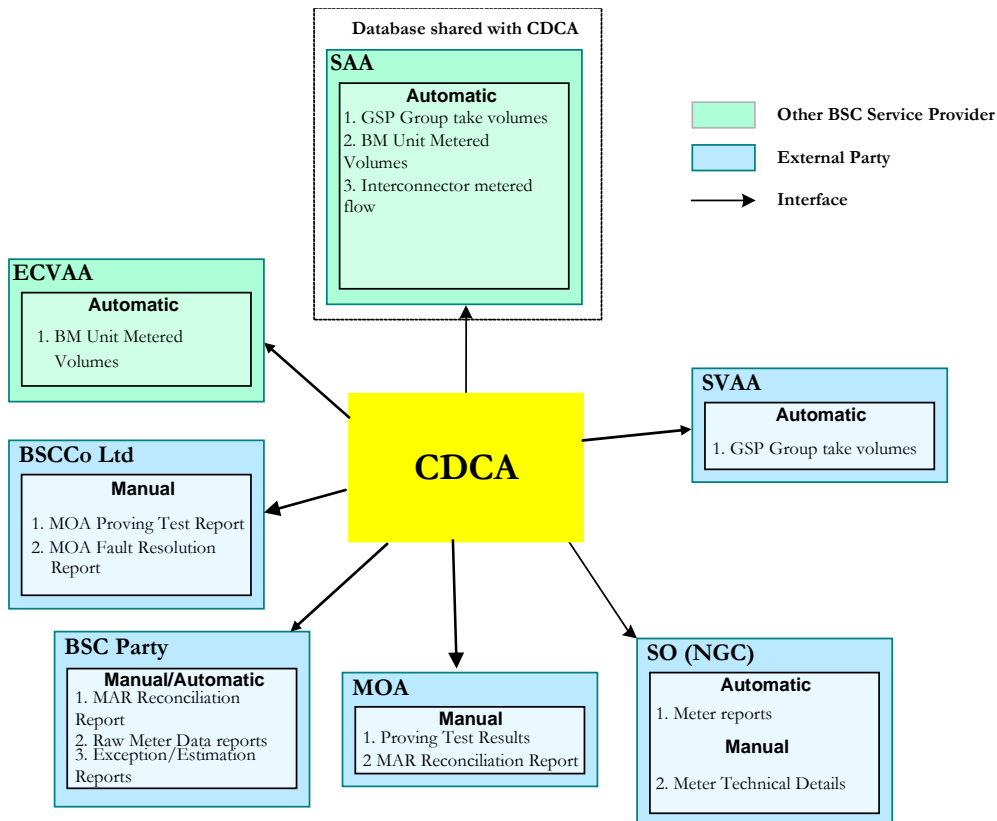 Database shared with CDCA
SAA
Automatic
1. GSP Group take volumes
2. BM Unit Metered
Volumes
3. Interconnector metered
flow
Other BSC Service Provider
External Party
Interface
ECVAA
Automatic
1. BM Unit Metered
Volumes
SVAA
Automatic
1. GSP Group take volumes
CDCA
BSCCo Ltd
Manual
1. MOA Proving Test Report
2. MOA Fault Resolution
Report
BSC Party
Manual/Automatic
1. MAR Reconciliation
Report
2. Raw Meter Data reports
3. Exception/Estimation
Reports
MOA
Manual
1. Proving Test Results
2 MAR Reconciliation Report
SO (NGC)
Automatic
1. Meter reports
Manual
2. Meter Technical Details